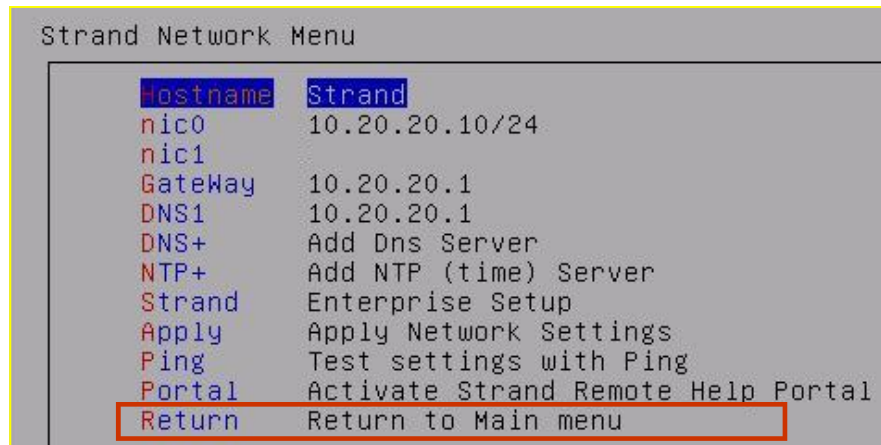 Strand Network Menu
Hostname Strand
nic0 10.20.20.10/24
nic1
GateWay 10.20.20.1
DNS1 10.20.20.1
DNS+ Add Dns Server
NTP+ Add NTP (time) Server
Strand Enterprise Setup
Apply Apply Network Settings
Ping Test settings with Ping
Portal Activate Strand Remote Help Portal
Return Return to Main menu